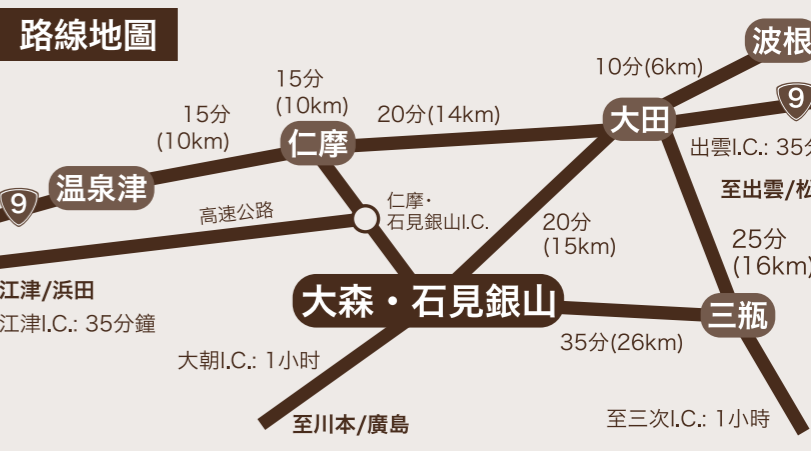 路線地圖
波根
10分(6km)
15分
(10km)
15分
(10km)
20分(14km)
9
大田
仁摩
出雲I.C.: 35分
温泉津
9
至出雲/松
仁摩·
石見銀山I.C.
高速公路
20分
(15km)
25分
(16km)
江津/浜田
大森・石見銀山
三瓶
江津I.C.: 35分鐘
35分(26km)
大朝I.C.: 1小时
至川本/廣島
至三次I.C.: 1小時